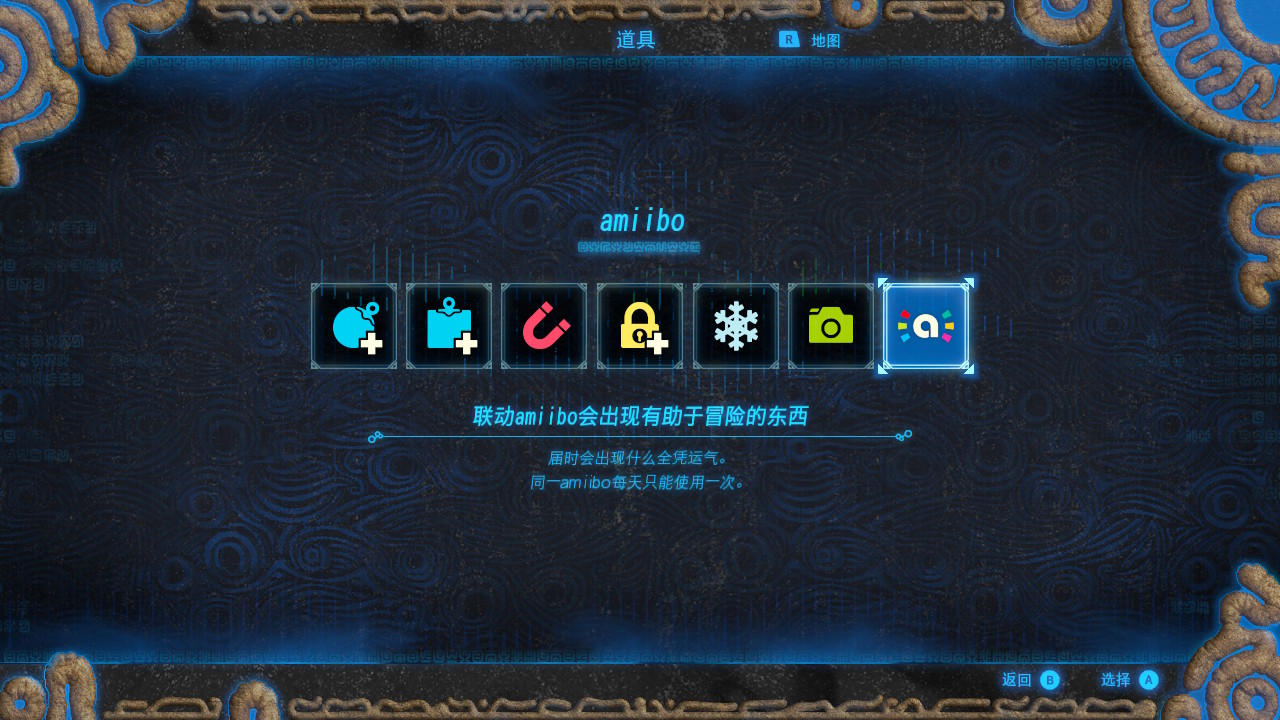 道具
R 地图
amiibo
联动amiibo会出现有助于冒险的东西
届时会出现什么全凭运气。
同一amiibo每天只能使用一次。
返回 B 选择 A